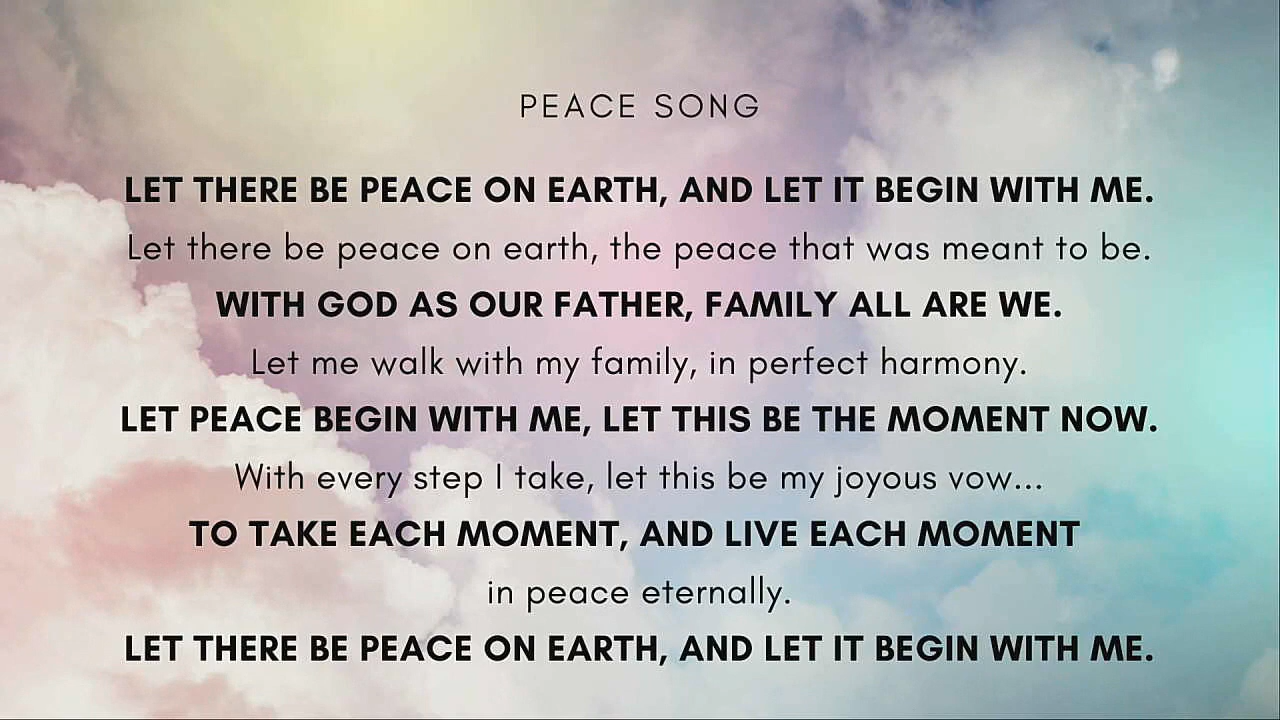 PEACE SONG
LET THERE BE PEACE ON EARTH, AND LET IT BEGIN WITH ME.
Let there be peace on earth, the peace that was meant to be.
WITH GOD AS OUR FATHER, FAMILY ALL ARE WE.
Let me walk with my family, in perfect harmony.
LET PEACE BEGIN WITH ME, LET THIS BE THE MOMENT NOW.
With every step I take, let this be my joyous vow...
TO TAKE EACH MOMENT, AND LIVE EACH MOMENT
in peace eternally.
LET THERE BE PEACE ON EARTH, AND LET IT BEGIN WITH ME.